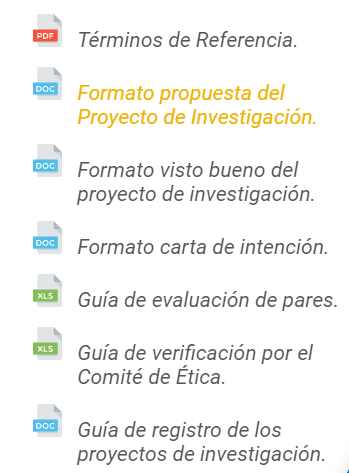 PDF
Términos de Referencia.
DOC
Formato propuesta del
Proyecto de Investigación.
DOC
Formato visto bueno del
proyecto de investigación.
DOC
Formato carta de intención.
XLS
Guía de evaluación de pares.
XLS
Guía de verificación por el
Comité de Ética.
DOC
Guía de registro de los
proyectos de investigación.